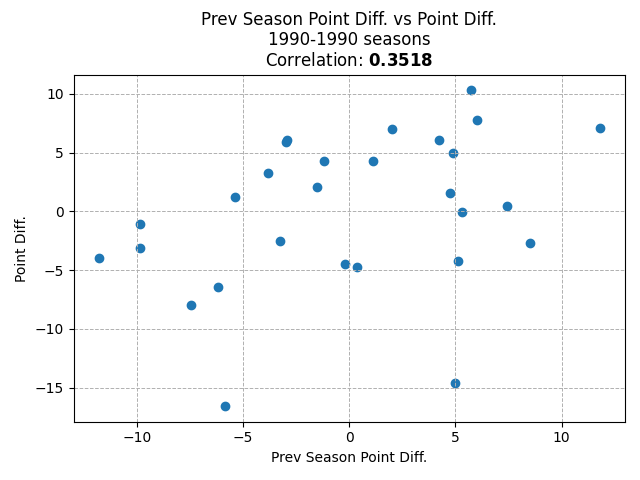 Prev Season Point Diff. vs Point Diff.
1990-1990 seasons
Correlation: 0.3518
10
5
0
−5
−10
−15
Point Diff.
−10
−5
0
5
10
Prev Season Point Diff.